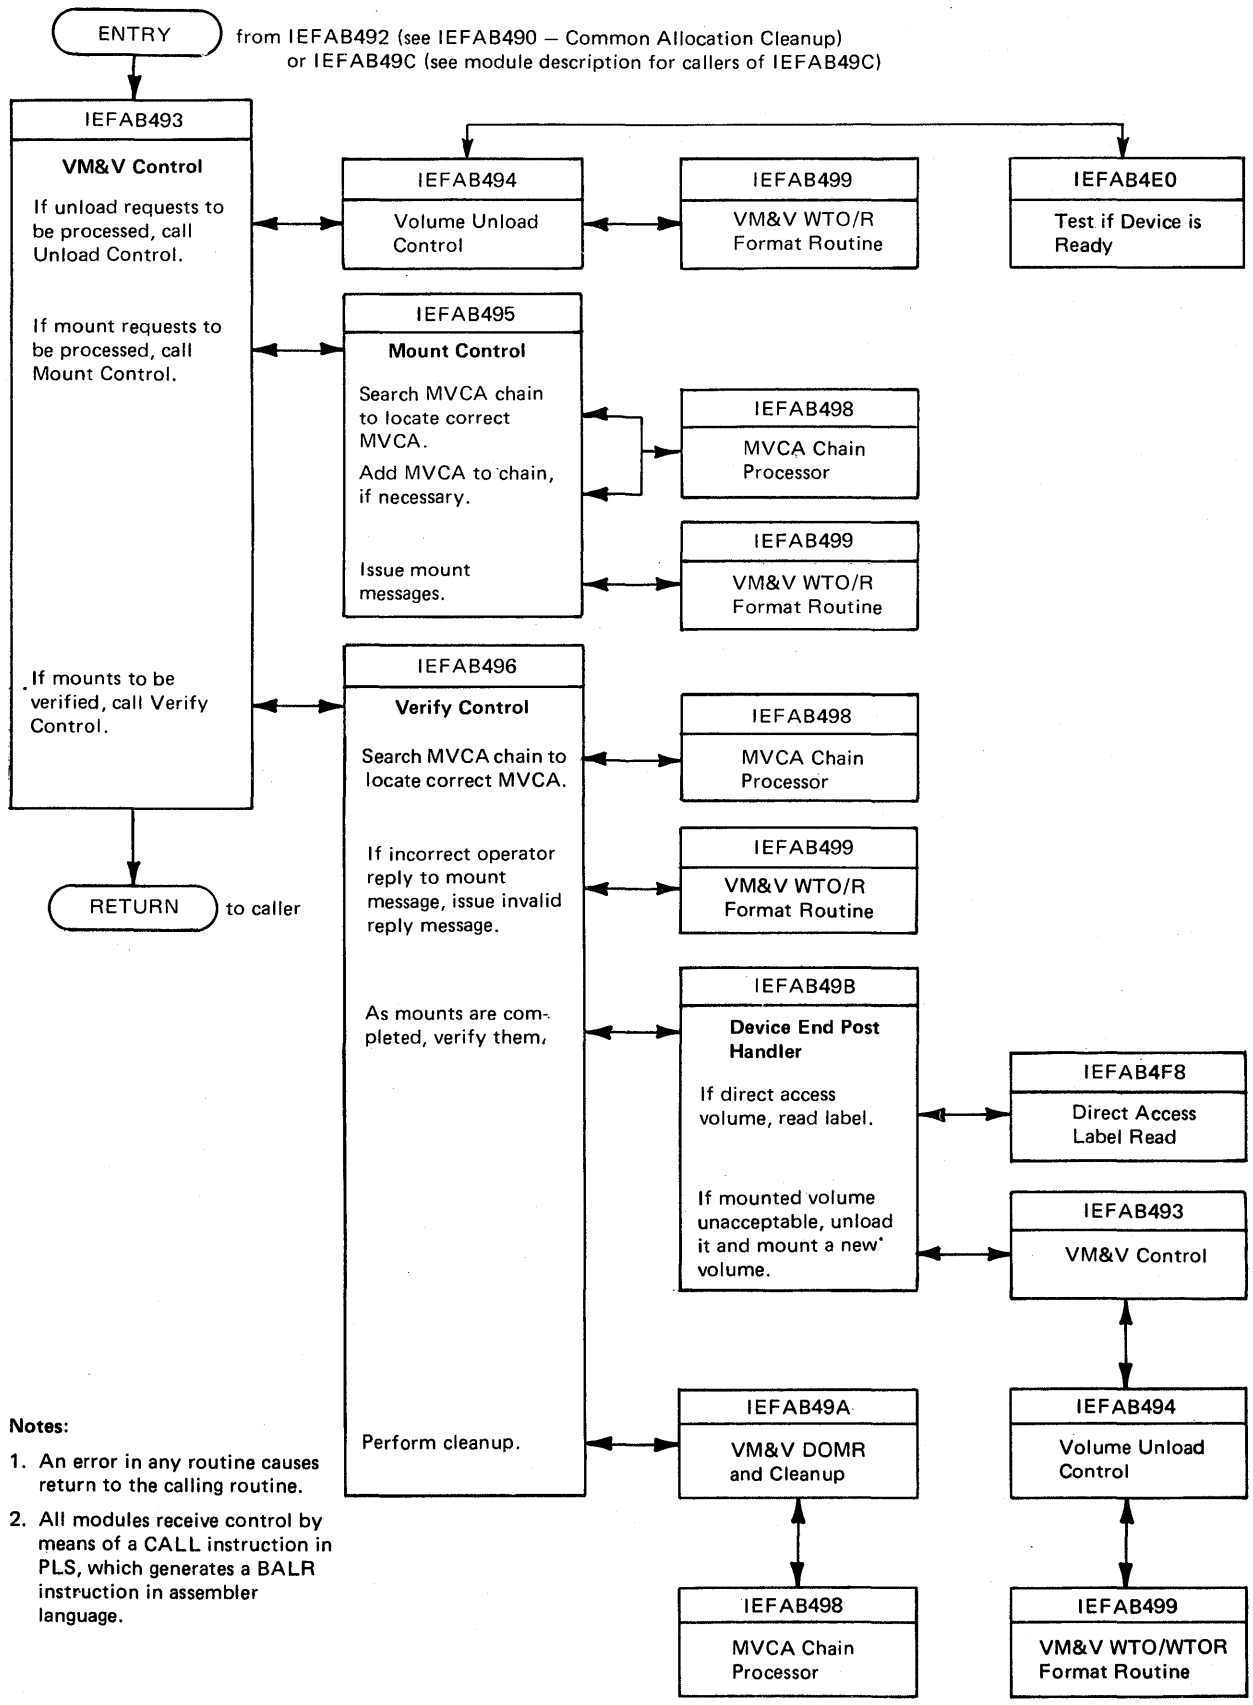 ENTRY
from IEFAB492 (see IEFAB490 — Common Allocation Cleanup)
or IEFAB49C (see module description for callers of IEFAB49C)
IEFAB493
VM&V Control
If unload requests to
be processed, call
Unload Control.
If mount requests to
be processed, call
Mount Control.
If mounts to be
verified, call Verify
Control.
RETURN
to caller
IEFAB494
Volume Unload
Control
IEFAB499
VM&V WTO/R
Format Routine
IEFAB4E0
Test if Device is
Ready
IEFAB495
Mount Control
Search MVCA chain
to locate correct
MVCA.
Add MVCA to chain,
if necessary.
Issue mount
messages.
IEFAB498
MVCA Chain
Processor
IEFAB499
VM&V WTO/R
Format Routine
IEFAB496
Verify Control
Search MVCA chain to
locate correct MVCA.
If incorrect operator
reply to mount
message, issue invalid
reply message.
As mounts are com-
pleted, verify them.
Perform cleanup.
IEFAB498
MVCA Chain
Processor
IEFAB499
VM&V WTO/R
Format Routine
IEFAB49B
Device End Post
Handler
If direct access
volume, read label.
If mounted volume
unacceptable, unload
it and mount a new
volume.
IEFAB4F8
Direct Access
Label Read
IEFAB493
VM&V Control
IEFAB49A
VM&V DOMR
and Cleanup
IEFAB494
Volume Unload
Control
IEFAB498
MVCA Chain
Processor
IEFAB499
VM&V WTO/WTOR
Format Routine
Notes:
1. An error in any routine causes
return to the calling routine.
2. All modules receive control by
means of a CALL instruction in
PLS, which generates a BALR
instruction in assembler
language.